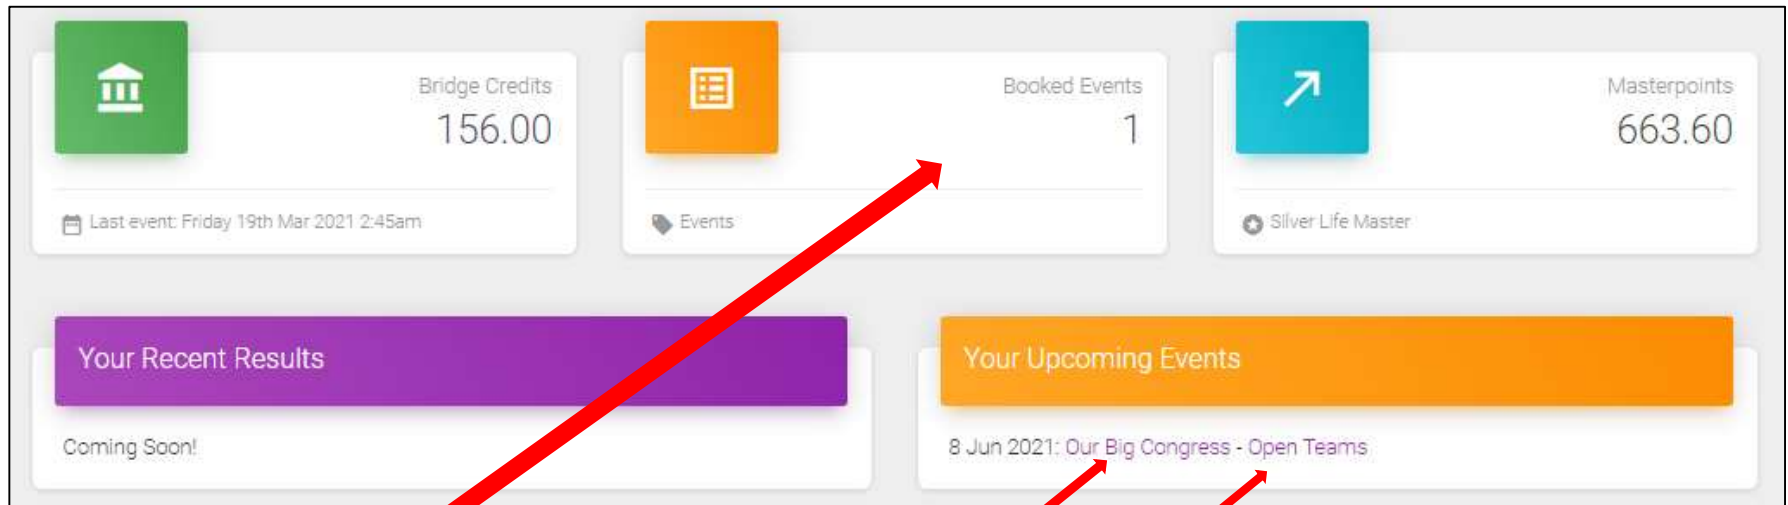 Bridge Credits
156.00
Last event: Friday 19th Mar 2021 2:45am
Booked Events
1
Events
Masterpoints
663.60
Silver Life Master
Your Recent Results
Coming Soon!
Your Upcoming Events
8 Jun 2021: Our Big Congress - Open Teams